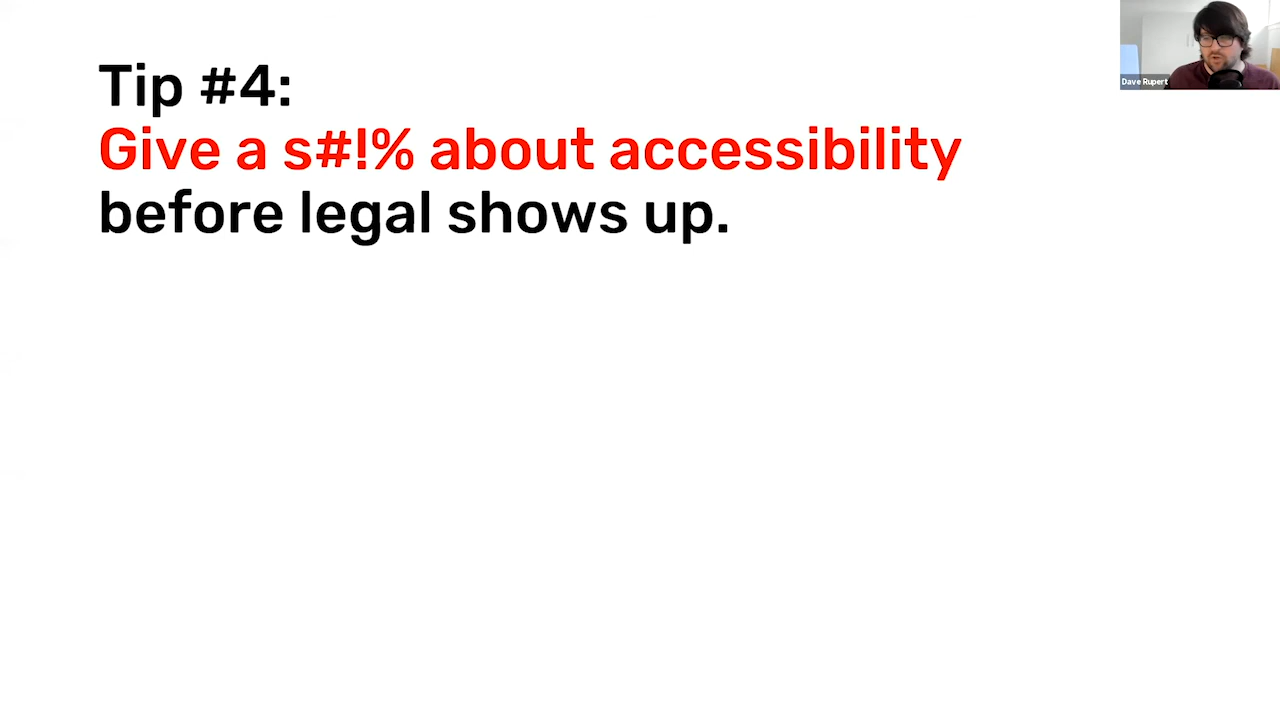 Tip #4:
Give a s#!% about accessibility
before legal shows up.
Dave Rupert